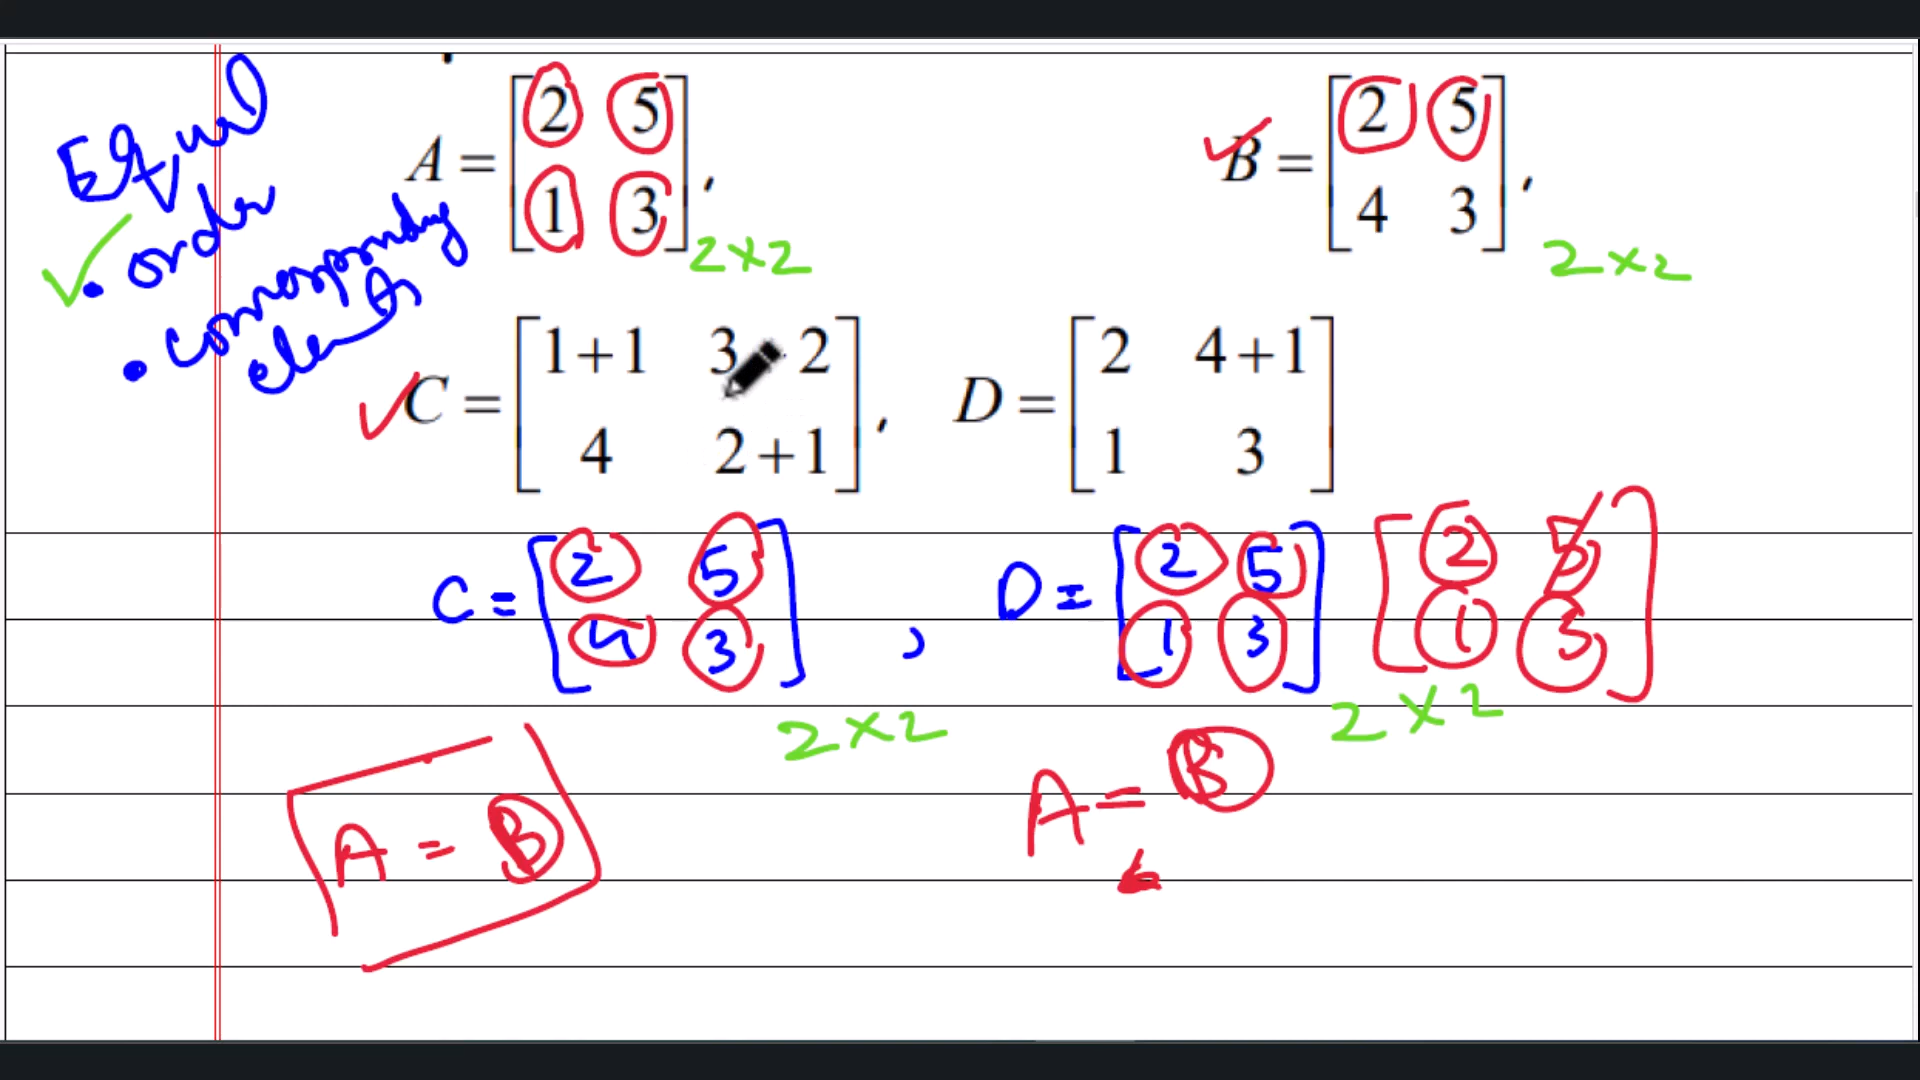 Equal
• order
• corresponding
elements
A = [2 5
1 3], 2×2
B = [2 5
4 3], 2×2
C = [1+1 3 2
4 2+1],
D = [2 4+1
1 3]
C = [2 5
4 3], 2×2
D = [2 5
1 3] 2×2
[2
1 3]
A = B
A = B